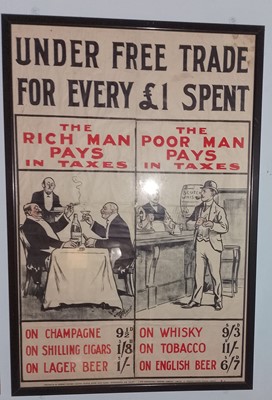 UNDER FREE TRADE
FOR EVERY £1 SPENT
THE
RICH MAN
PAYS
IN TAXES
THE
POOR MAN
PAYS
IN TAXES
ON CHAMPAGNE 9½D
ON SHILLING CIGARS 1/8
ON LAGER BEER 1/-
ON WHISKY 9/3
ON TOBACCO 11/-
ON ENGLISH BEER 6/7